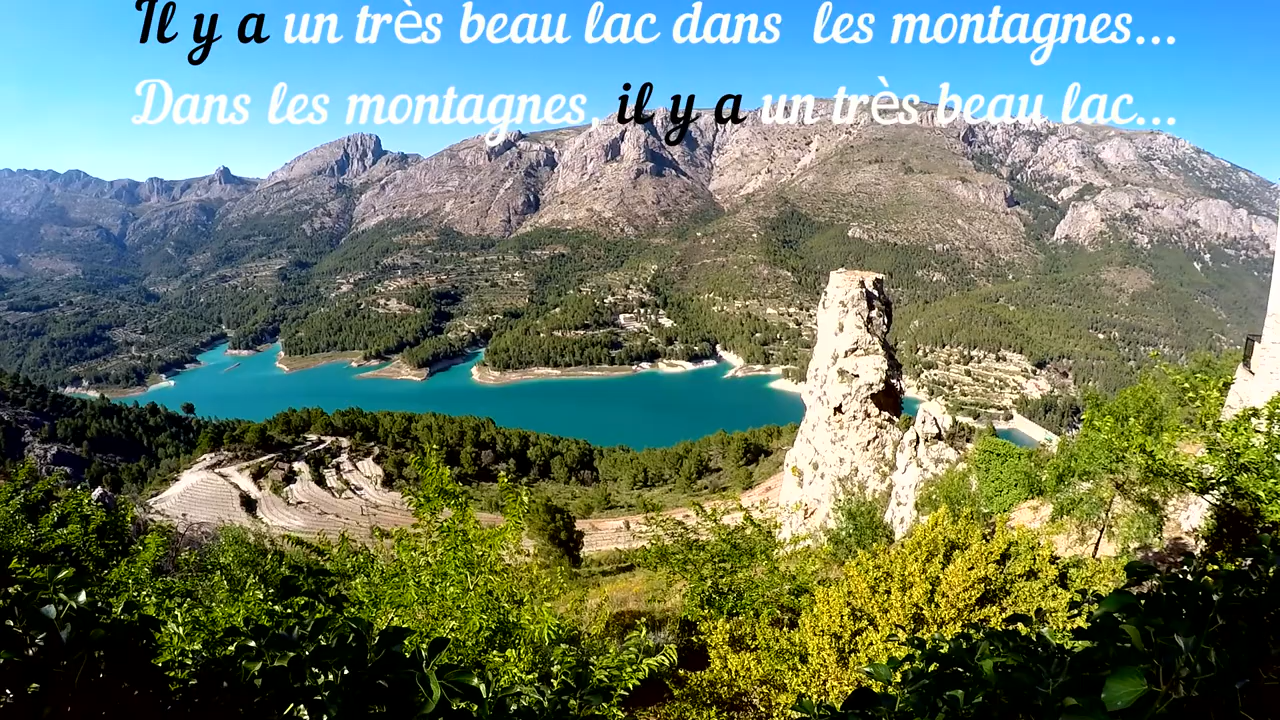 Il y a un très beau lac dans les montagnes...
Dans les montagnes, il y a un très beau lac...